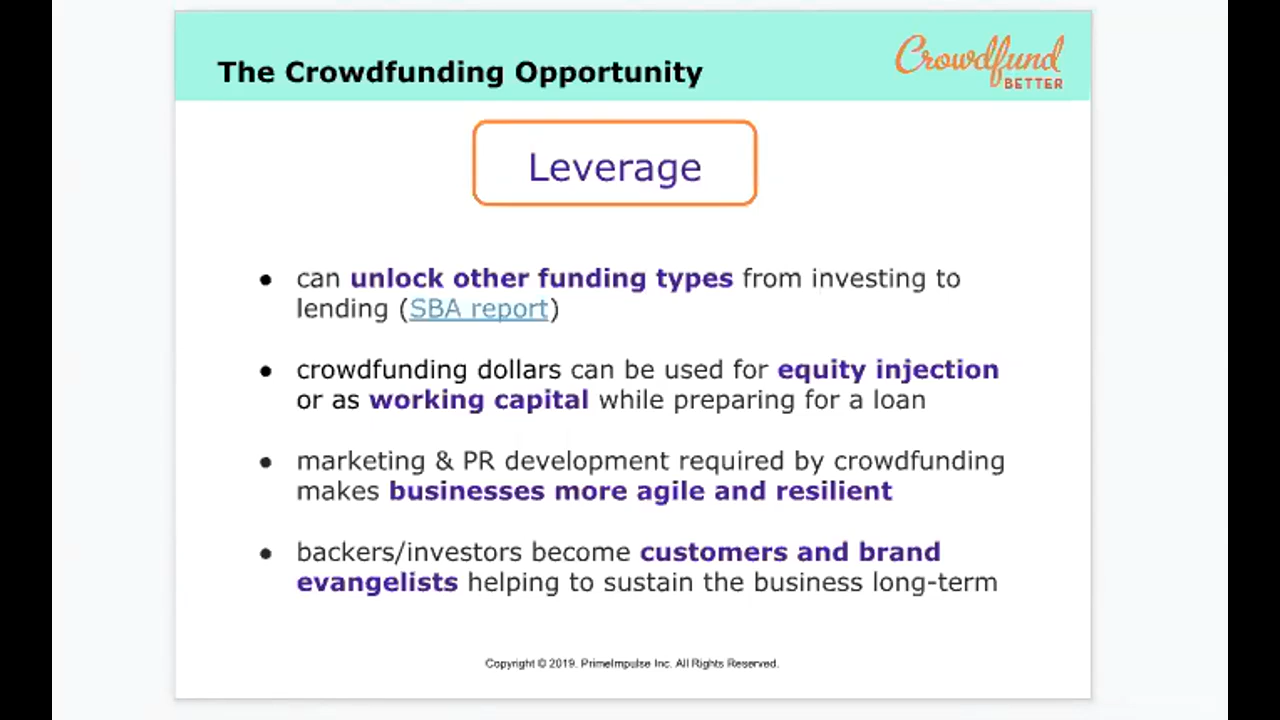 The Crowdfunding Opportunity
Crowdfund
BETTER
Leverage
● can unlock other funding types from investing to
lending (SBA report)
● crowdfunding dollars can be used for equity injection
or as working capital while preparing for a loan
● marketing & PR development required by crowdfunding
makes businesses more agile and resilient
● backers/investors become customers and brand
evangelists helping to sustain the business long-term
Copyright © 2019. PrimeImpulse Inc. All Rights Reserved.